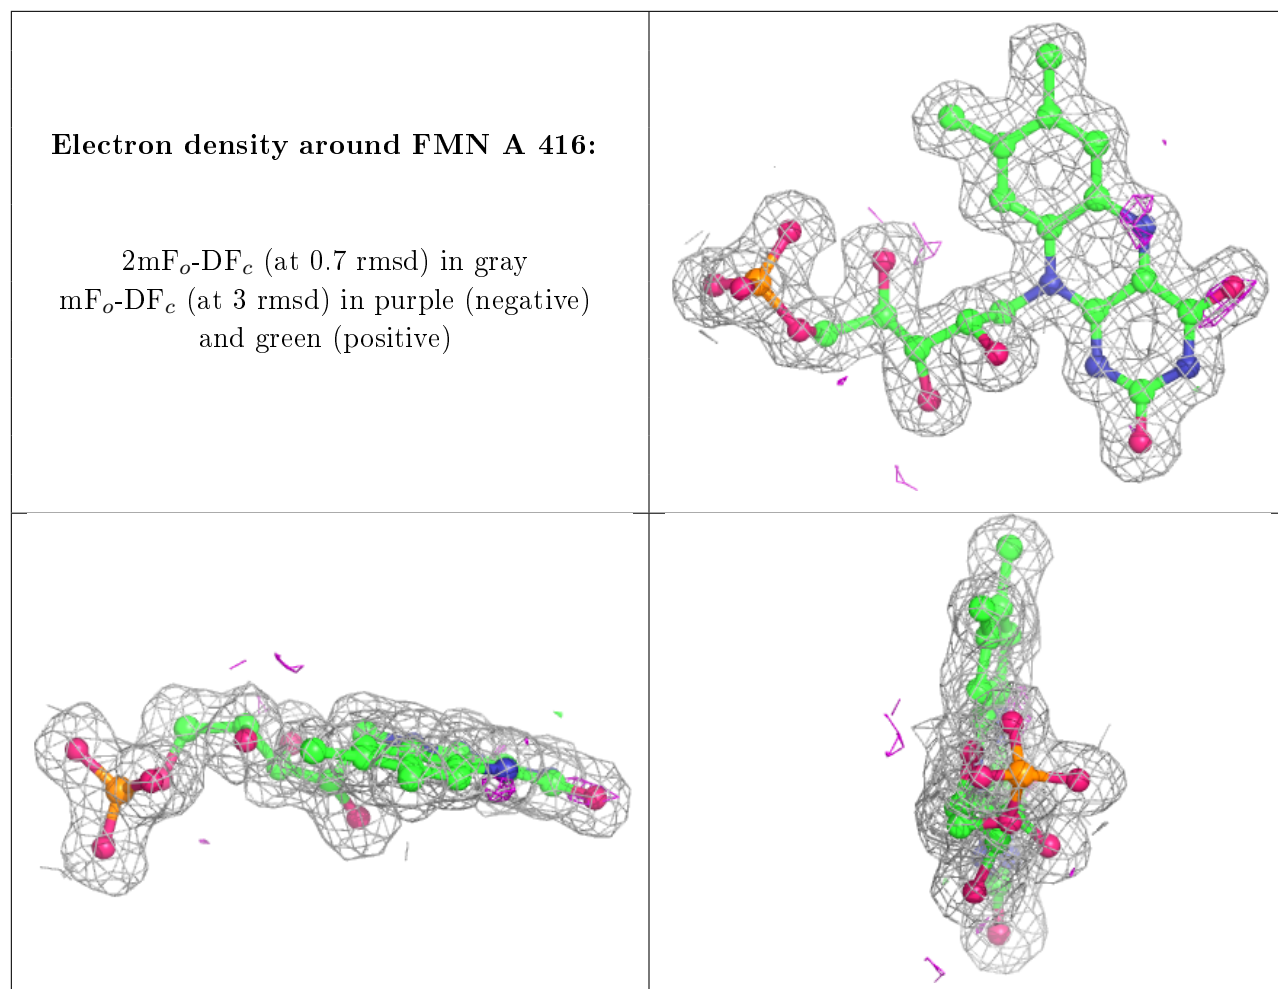 Electron density around FMN A 416:
2mFₒ-DF𝒸 (at 0.7 rmsd) in gray
mFₒ-DF𝒸 (at 3 rmsd) in purple (negative)
and green (positive)